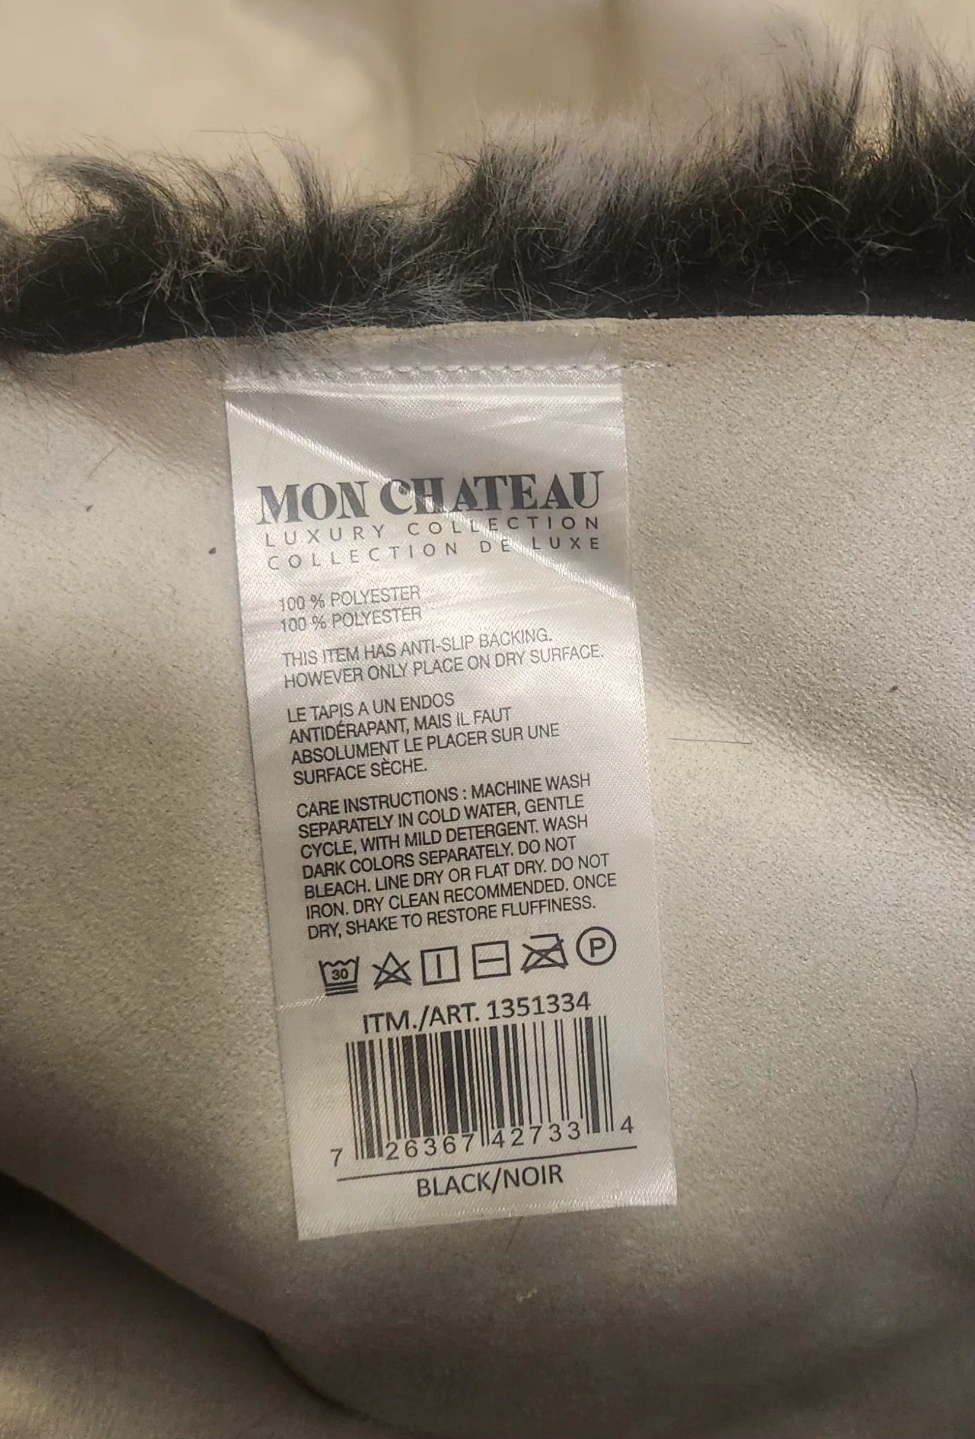 MON CHATEAU
LUXURY COLLECTION
COLLECTION DE LUXE
100 % POLYESTER
100 % POLYESTER
THIS ITEM HAS ANTI-SLIP BACKING.
HOWEVER ONLY PLACE ON DRY SURFACE.
LE TAPIS A UN ENDOS
ANTIDÉRAPANT, MAIS IL FAUT
ABSOLUMENT LE PLACER SUR UNE
SURFACE SÈCHE.
CARE INSTRUCTIONS : MACHINE WASH
SEPARATELY IN COLD WATER, GENTLE
CYCLE, WITH MILD DETERGENT. WASH
DARK COLORS SEPARATELY. DO NOT
BLEACH. LINE DRY OR FLAT DRY. DO NOT
IRON. DRY CLEAN RECOMMENDED. ONCE
DRY, SHAKE TO RESTORE FLUFFINESS.
30 P
ITM./ART. 1351334
7 26367 42733 4
BLACK/NOIR